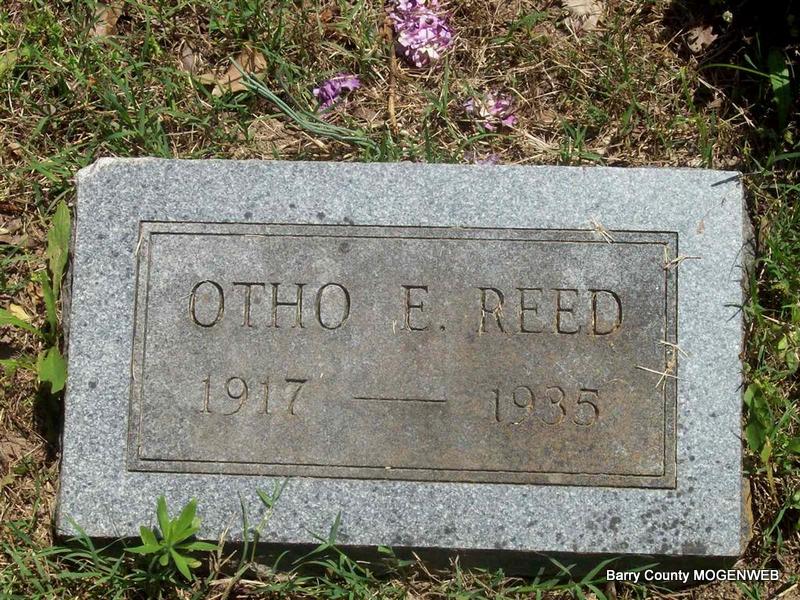 OTHO E. REED
1917 — 1935
Barry County MOGENWEB